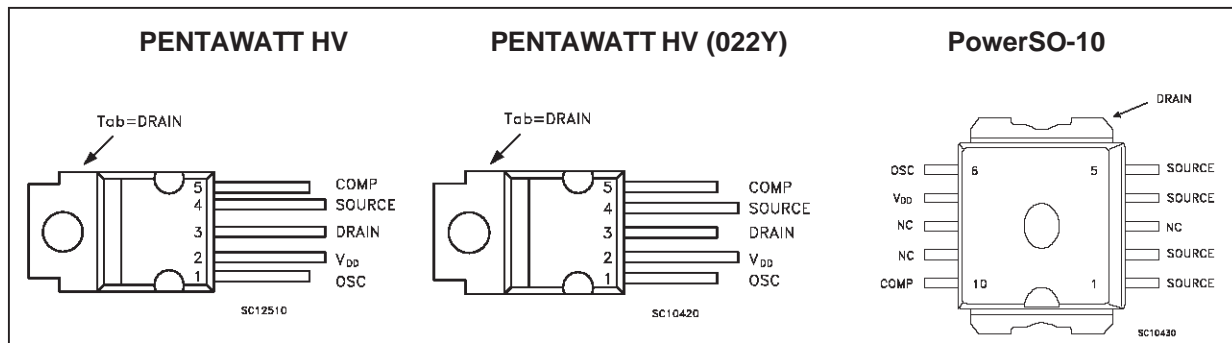 PENTAWATT HV
Tab=DRAIN
5 COMP
4 SOURCE
3 DRAIN
2 VDD
1 OSC
SC12510
PENTAWATT HV (022Y)
Tab=DRAIN
5 COMP
4 SOURCE
3 DRAIN
2 VDD
1 OSC
SC10420
PowerSO-10
DRAIN
OSC 6 5 SOURCE
VDD SOURCE
NC NC
NC SOURCE
COMP 10 1 SOURCE
SC10430